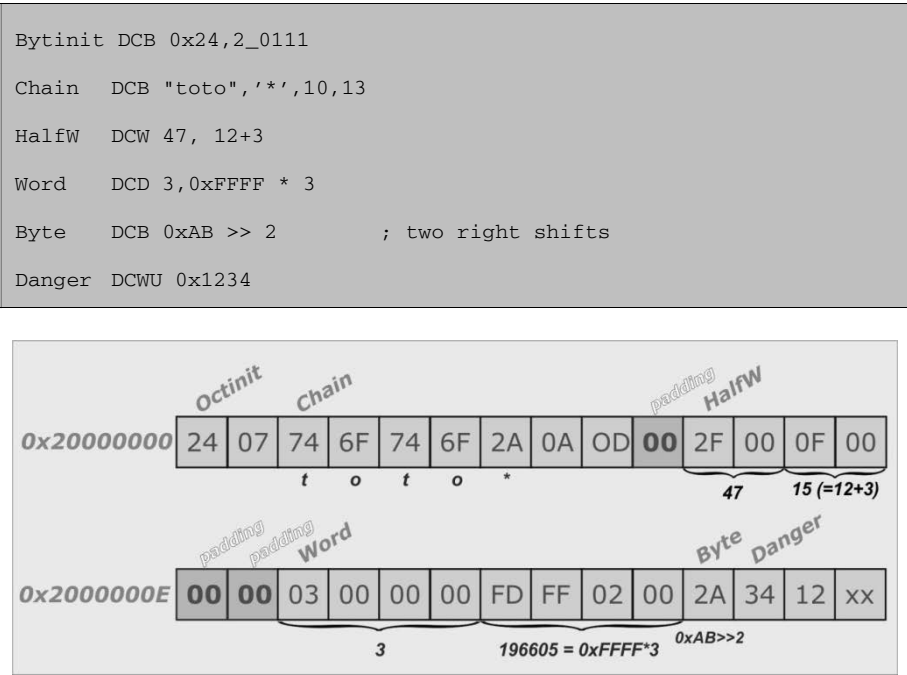 Bytinit DCB 0x24,2_0111
Chain DCB "toto",'*',10,13
HalfW DCW 47, 12+3
Word DCD 3,0xFFFF * 3
Byte DCB 0xAB >> 2 ; two right shifts
Danger DCWU 0x1234
Octinit Chain padding HalfW
0x20000000 24 07 74 6F 74 6F 2A 0A OD 00 2F 00 0F 00
t o t o *
47 15 (=12+3)
padding padding Word Byte Danger
0x2000000E 00 00 03 00 00 00 FD FF 02 00 2A 34 12 xx
3 196605 = 0xFFFF*3 0xAB>>2